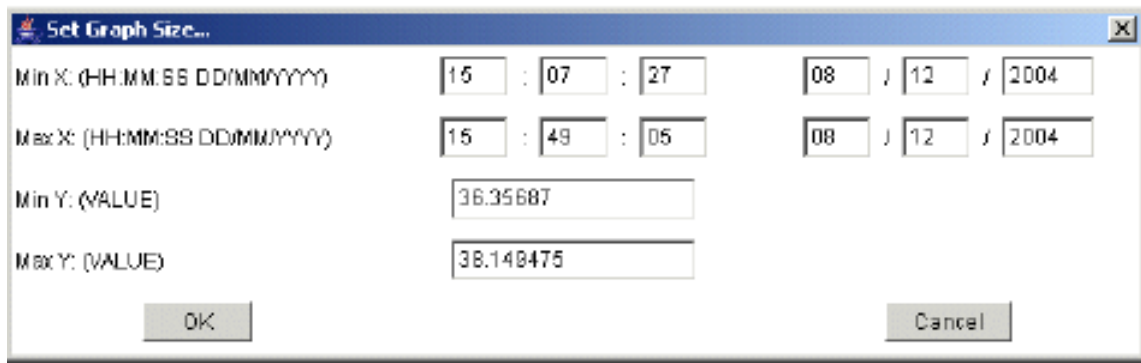 Set Graph Size...
Min X: (HH:MM:SS DD/MM/YYYY) 15 : 07 : 27 08 / 12 / 2004
Max X: (HH:MM:SS DD/MM/YYYY) 15 : 49 : 05 08 / 12 / 2004
Min Y: (VALUE) 36.35687
Max Y: (VALUE) 38.149475
OK Cancel